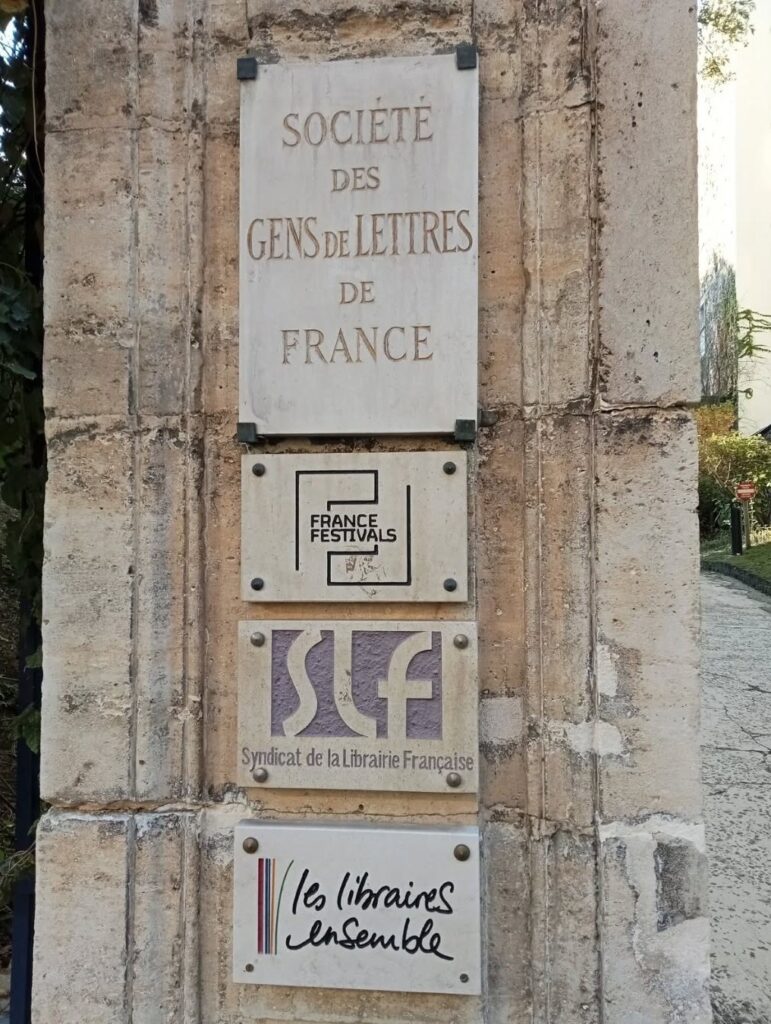 SOCIÉTÉ
DES
GENS DE LETTRES
DE
FRANCE
FRANCE
FESTIVALS
slf
Syndicat de la Librairie Française
les libraires
ensemble